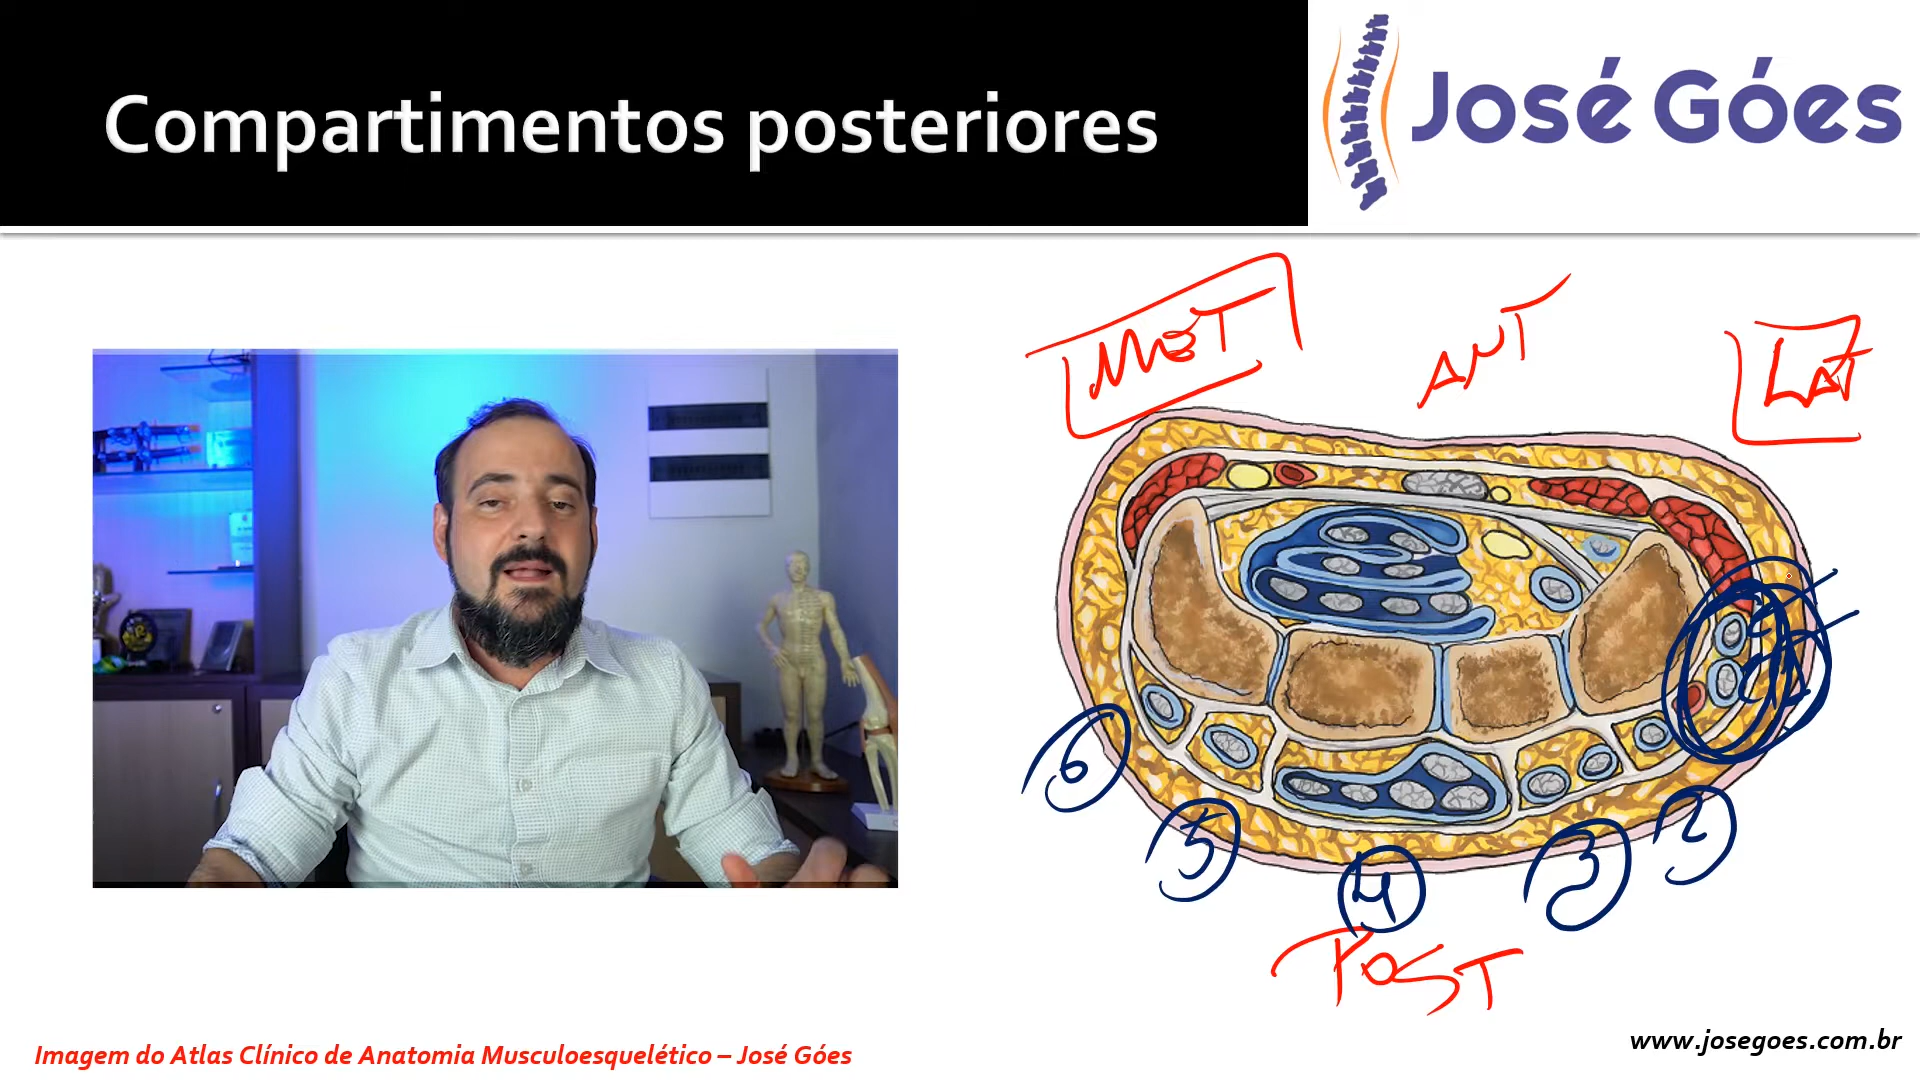 Compartimentos posteriores
José Góes
MED
ANT
LAT
6
5
4
3
2
POST
Imagem do Atlas Clínico de Anatomia Musculoesquelético – José Góes
www.josegoes.com.br